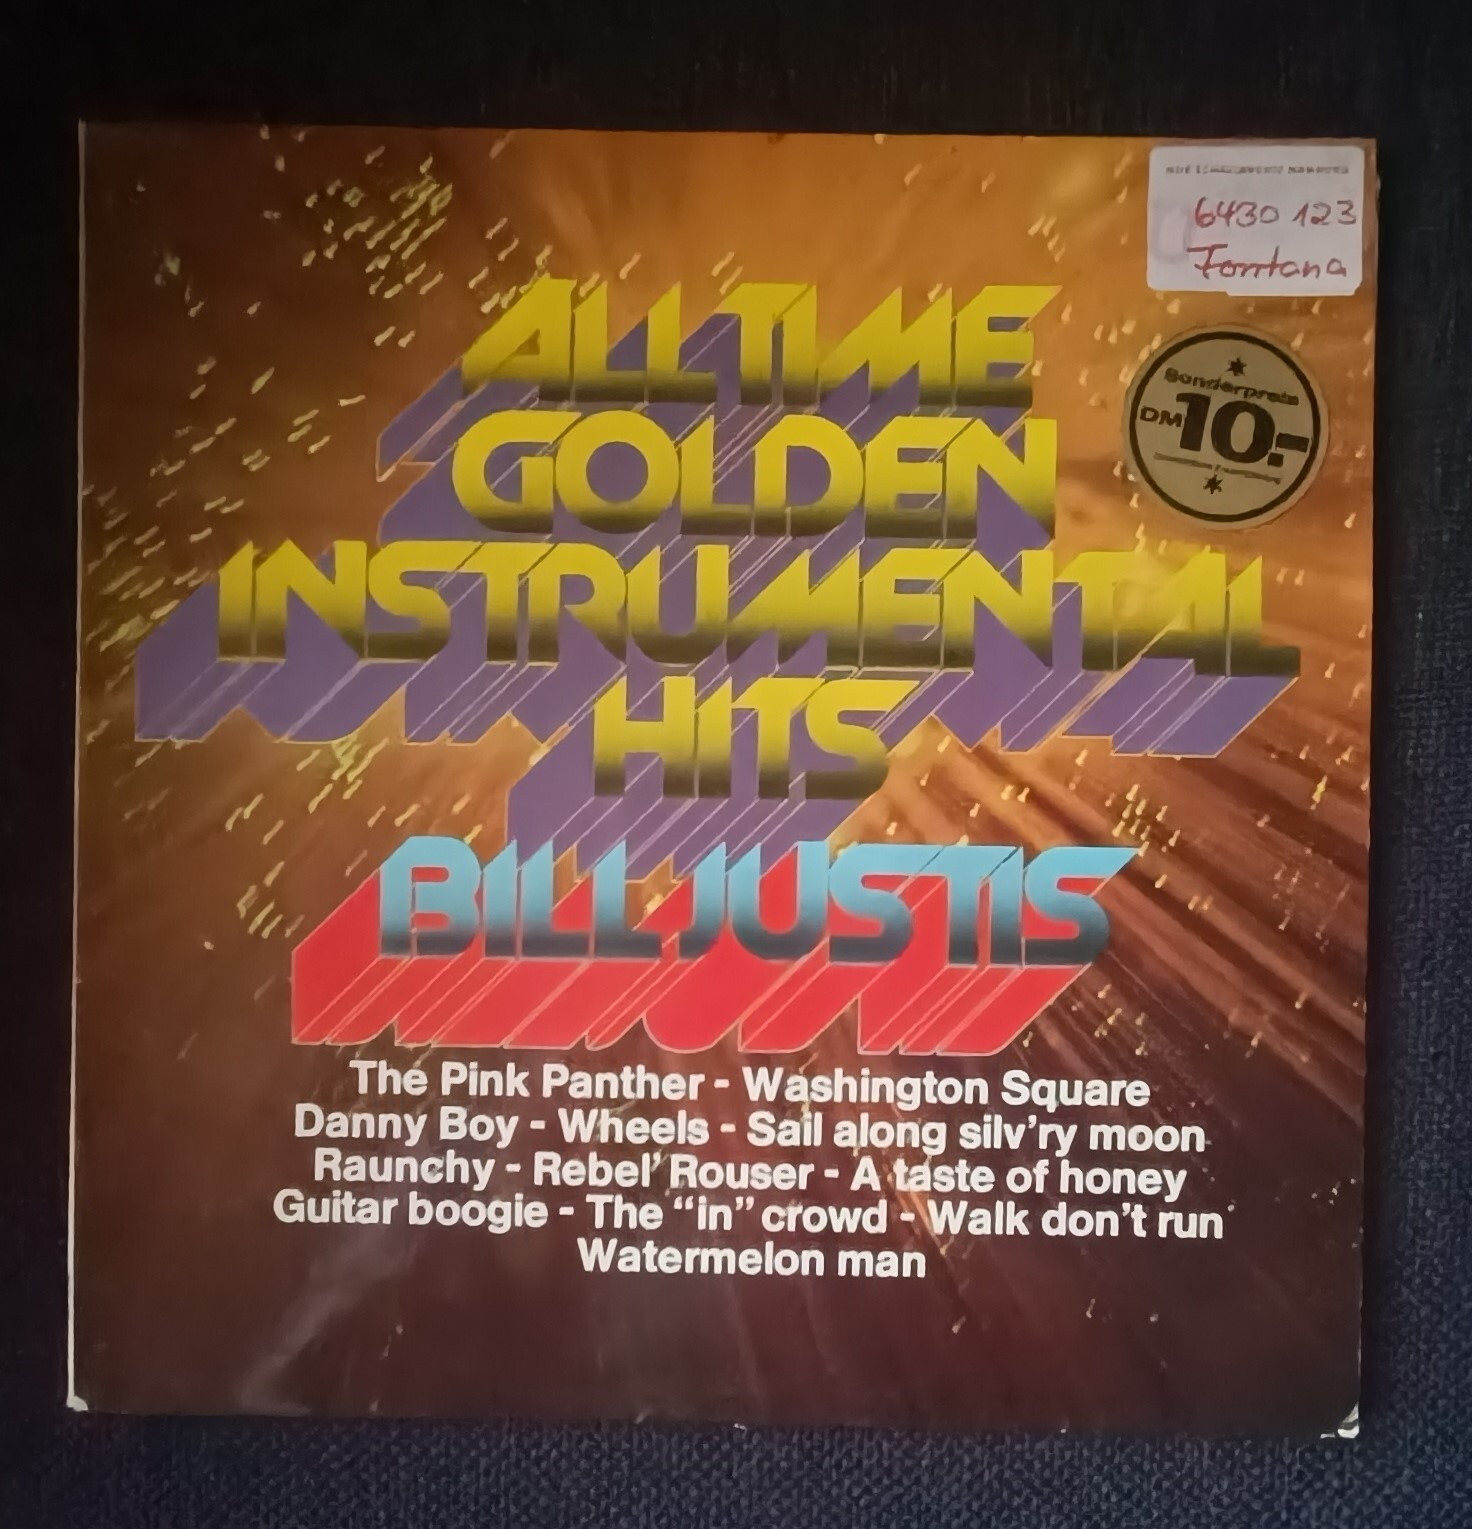 6430 123
Fontana
ALL TIME
GOLDEN
INSTRUMENTAL
HITS
Sonderpreis
DM 10.-
BILL JUSTIS
The Pink Panther - Washington Square
Danny Boy - Wheels - Sail along silv'ry moon
Raunchy - Rebel' Rouser - A taste of honey
Guitar boogie - The “in” crowd - Walk don't run
Watermelon man